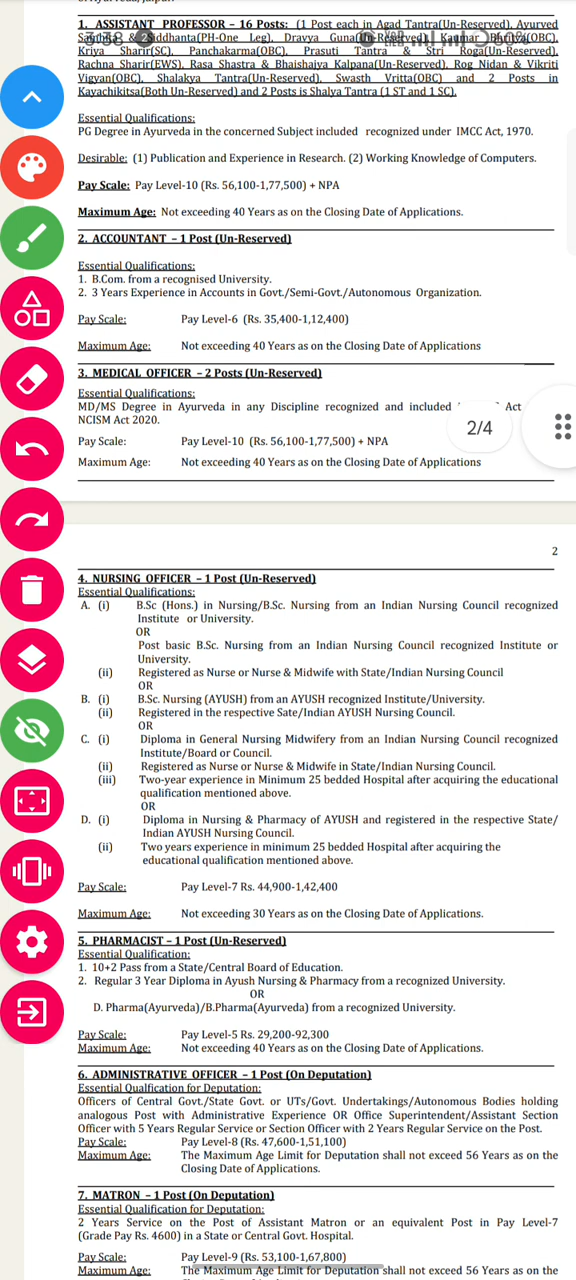 1. ASSISTANT PROFESSOR – 16 Posts: (1 Post each in Agad Tantra(Un-Reserved), Ayurved
& Siddhanta(PH-One Leg), Dravya Guna(Un-Reserved), Kaumar Bhritya(OBC),
Kriya Sharir(SC), Panchakarma(OBC), Prasuti Tantra & Stri Roga(Un-Reserved),
Rachna Sharir(EWS), Rasa Shastra & Bhaishajya Kalpana(Un-Reserved), Rog Nidan & Vikriti
Vigyan(OBC), Shalakya Tantra(Un-Reserved), Swasth Vritta(OBC) and 2 Posts in
Kayachikitsa(Both Un-Reserved) and 2 Posts is Shalya Tantra (1 ST and 1 SC).
Essential Qualifications:
PG Degree in Ayurveda in the concerned Subject included recognized under IMCC Act, 1970.
Desirable: (1) Publication and Experience in Research. (2) Working Knowledge of Computers.
Pay Scale: Pay Level-10 (Rs. 56,100-1,77,500) + NPA
Maximum Age: Not exceeding 40 Years as on the Closing Date of Applications.
2. ACCOUNTANT – 1 Post (Un-Reserved)
Essential Qualifications:
1. B.Com. from a recognised University.
2. 3 Years Experience in Accounts in Govt./Semi-Govt./Autonomous Organization.
Pay Scale: Pay Level-6 (Rs. 35,400-1,12,400)
Maximum Age: Not exceeding 40 Years as on the Closing Date of Applications
3. MEDICAL OFFICER – 2 Posts (Un-Reserved)
Essential Qualifications:
MD/MS Degree in Ayurveda in any Discipline recognized and included Act
NCISM Act 2020.
2/4
Pay Scale: Pay Level-10 (Rs. 56,100-1,77,500) + NPA
Maximum Age: Not exceeding 40 Years as on the Closing Date of Applications
2
4. NURSING OFFICER – 1 Post (Un-Reserved)
Essential Qualifications:
A. (i) B.Sc (Hons.) in Nursing/B.Sc. Nursing from an Indian Nursing Council recognized
Institute or University.
OR
Post basic B.Sc. Nursing from an Indian Nursing Council recognized Institute or
University.
(ii) Registered as Nurse or Nurse & Midwife with State/Indian Nursing Council
OR
B. (i) B.Sc. Nursing (AYUSH) from an AYUSH recognized Institute/University.
(ii) Registered in the respective Sate/Indian AYUSH Nursing Council.
OR
C. (i) Diploma in General Nursing Midwifery from an Indian Nursing Council recognized
Institute/Board or Council.
(ii) Registered as Nurse or Nurse & Midwife in State/Indian Nursing Council.
(iii) Two-year experience in Minimum 25 bedded Hospital after acquiring the educational
qualification mentioned above.
OR
D. (i) Diploma in Nursing & Pharmacy of AYUSH and registered in the respective State/
Indian AYUSH Nursing Council.
(ii) Two years experience in minimum 25 bedded Hospital after acquiring the
educational qualification mentioned above.
Pay Scale: Pay Level-7 Rs. 44,900-1,42,400
Maximum Age: Not exceeding 30 Years as on the Closing Date of Applications.
5. PHARMACIST – 1 Post (Un-Reserved)
Essential Qualification:
1. 10+2 Pass from a State/Central Board of Education.
2. Regular 3 Year Diploma in Ayush Nursing & Pharmacy from a recognized University.
OR
D. Pharma(Ayurveda)/B.Pharma(Ayurveda) from a recognized University.
Pay Scale: Pay Level-5 Rs. 29,200-92,300
Maximum Age: Not exceeding 40 Years as on the Closing Date of Applications.
6. ADMINISTRATIVE OFFICER – 1 Post (On Deputation)
Essential Qualfication for Deputation:
Officers of Central Govt./State Govt. or UTs/Govt. Undertakings/Autonomous Bodies holding
analogous Post with Administrative Experience OR Office Superintendent/Assistant Section
Officer with 5 Years Regular Service or Section Officer with 2 Years Regular Service on the Post.
Pay Scale: Pay Level-8 (Rs. 47,600-1,51,100)
Maximum Age: The Maximum Age Limit for Deputation shall not exceed 56 Years as on the
Closing Date of Applications.
7. MATRON – 1 Post (On Deputation)
Essential Qualification for Deputation:
2 Years Service on the Post of Assistant Matron or an equivalent Post in Pay Level-7
(Grade Pay Rs. 4600) in a State or Central Govt. Hospital.
Pay Scale: Pay Level-9 (Rs. 53,100-1,67,800)
Maximum Age: The Maximum Age Limit for Deputation shall not exceed 56 Years as on the